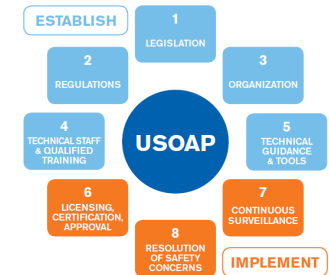 ESTABLISH
1
LEGISLATION
2
REGULATIONS
3
ORGANIZATION
4
TECHNICAL STAFF
& QUALIFIED
TRAINING
USOAP
5
TECHNICAL
GUIDANCE
& TOOLS
6
LICENSING,
CERTIFICATION,
APPROVAL
7
CONTINUOUS
SURVEILLANCE
8
RESOLUTION
OF SAFETY
CONCERNS
IMPLEMENT